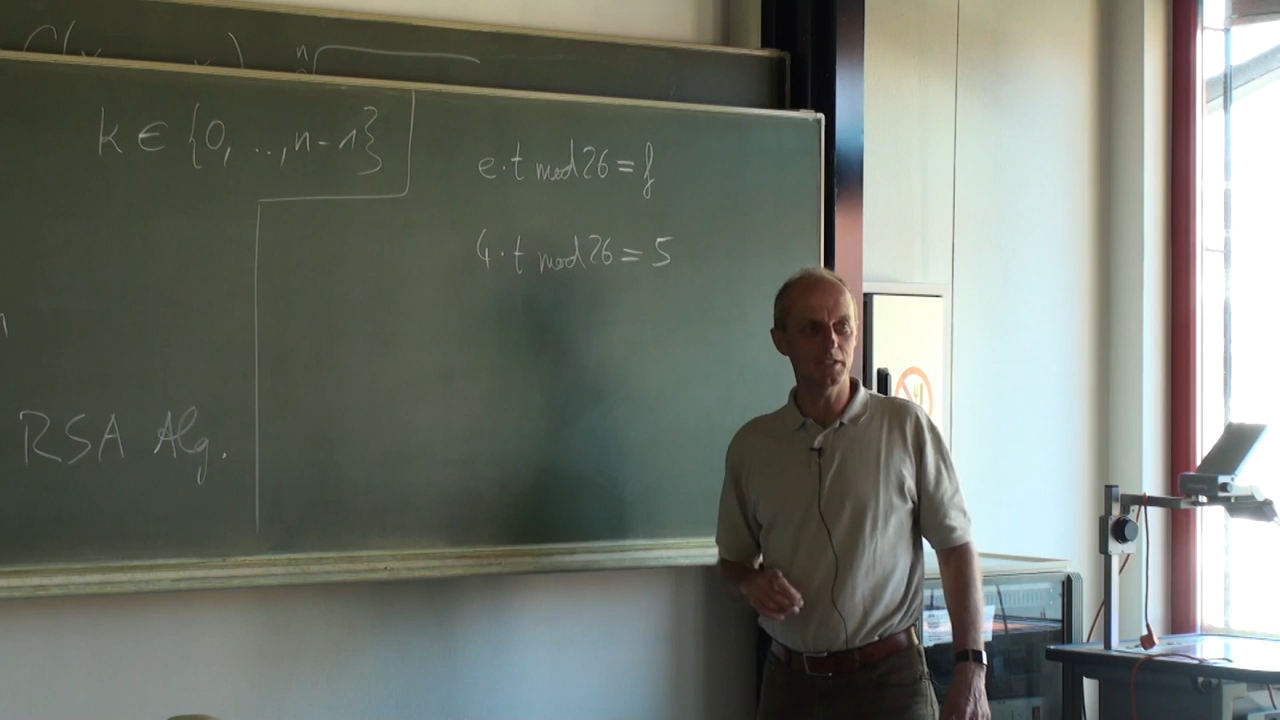 k ∈ {0, .., n-1}
e·t mod 26 = f
4·t mod 26 = 5
RSA Alg.